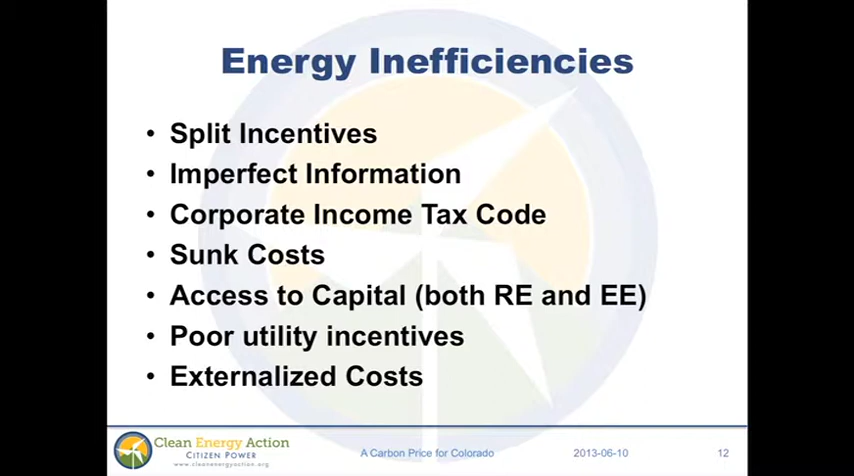 Energy Inefficiencies
• Split Incentives
• Imperfect Information
• Corporate Income Tax Code
• Sunk Costs
• Access to Capital (both RE and EE)
• Poor utility incentives
• Externalized Costs
Clean Energy Action
CITIZEN POWER
www.cleanenergyaction.org
A Carbon Price for Colorado
2013-06-10
12